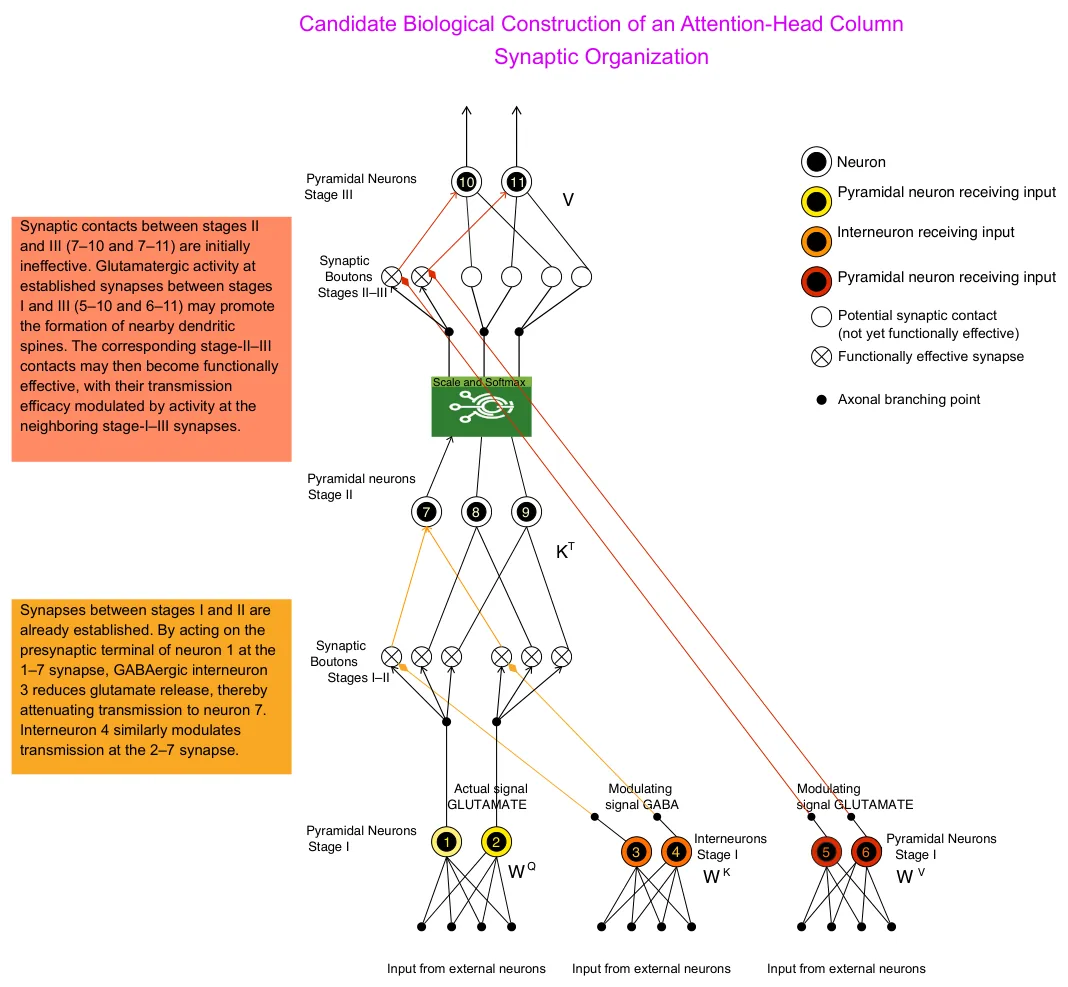 Candidate Biological Construction of an Attention-Head Column
Synaptic Organization
Pyramidal Neurons
Stage III
10
11
V
Neuron
Pyramidal neuron receiving input
Interneuron receiving input
Pyramidal neuron receiving input
Potential synaptic contact
(not yet functionally effective)
Functionally effective synapse
Axonal branching point
Synaptic contacts between stages II
and III (7–10 and 7–11) are initially
ineffective. Glutamatergic activity at
established synapses between stages
I and III (5–10 and 6–11) may promote
the formation of nearby dendritic
spines. The corresponding stage-II–III
contacts may then become functionally
effective, with their transmission
efficacy modulated by activity at the
neighboring stage-I–III synapses.
Synaptic
Boutons
Stages II–III
Scale and Softmax
Pyramidal neurons
Stage II
7
8
9
K^T
Synapses between stages I and II are
already established. By acting on the
presynaptic terminal of neuron 1 at the
1–7 synapse, GABAergic interneuron
3 reduces glutamate release, thereby
attenuating transmission to neuron 7.
Interneuron 4 similarly modulates
transmission at the 2–7 synapse.
Synaptic
Boutons
Stages I–II
Actual signal
GLUTAMATE
Modulating
signal GABA
Modulating
signal GLUTAMATE
Pyramidal Neurons
Stage I
1
2
W^Q
3
4
Interneurons
Stage I
W^K
5
6
Pyramidal Neurons
Stage I
W^V
Input from external neurons
Input from external neurons
Input from external neurons